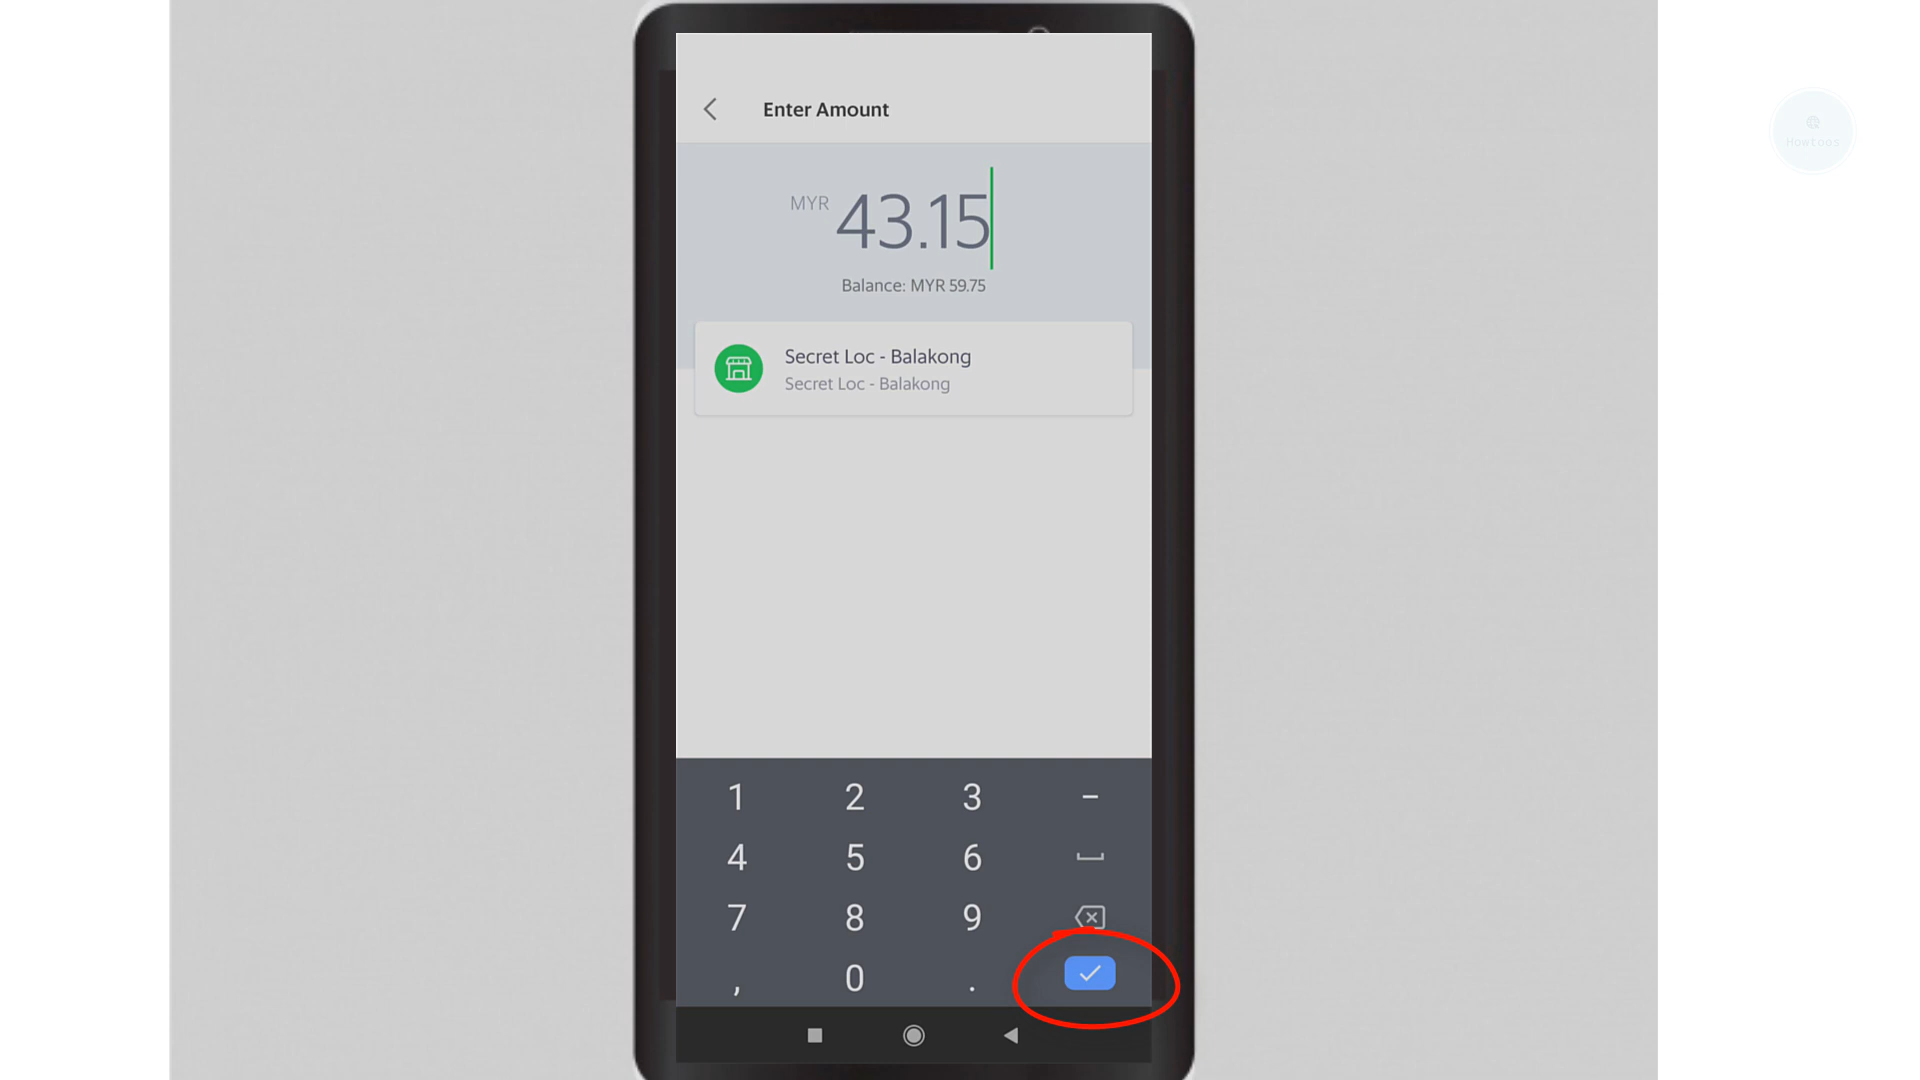 Enter Amount
MYR 43.15
Balance: MYR 59.75
Secret Loc - Balakong
Secret Loc - Balakong
1 2 3 –
4 5 6
7 8 9
, 0 .
Howtoos